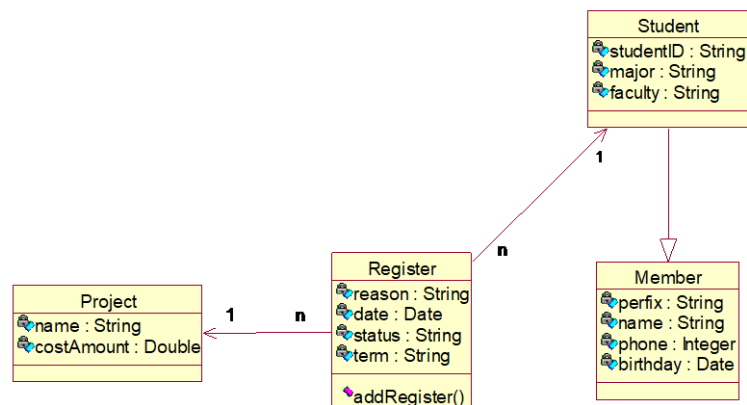 Student
studentID : String
major : String
faculty : String
1
n
Register
reason : String
date : Date
status : String
term : String
addRegister()
Project
name : String
costAmount : Double
1
n
Member
perfix : String
name : String
phone : Integer
birthday : Date